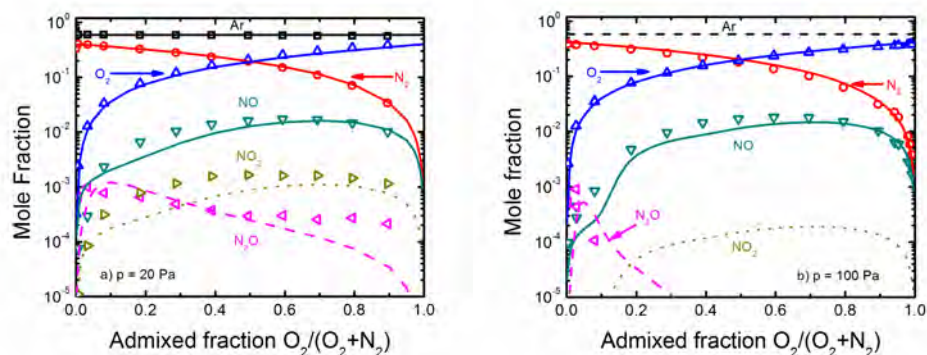 Ar
10⁰
O₂
N₂
10⁻¹
NO
10⁻²
NO₂
10⁻³
N₂O
10⁻⁴
a) p = 20 Pa
10⁻⁵
0.0 0.2 0.4 0.6 0.8 1.0
Mole Fraction
Admixed fraction O₂/(O₂+N₂)
Ar
10⁰
O₂
N₂
10⁻¹
10⁻²
NO
10⁻³
N₂O
NO₂
10⁻⁴
b) p = 100 Pa
10⁻⁵
0.0 0.2 0.4 0.6 0.8 1.0
Mole fraction
Admixed fraction O₂/(O₂+N₂)